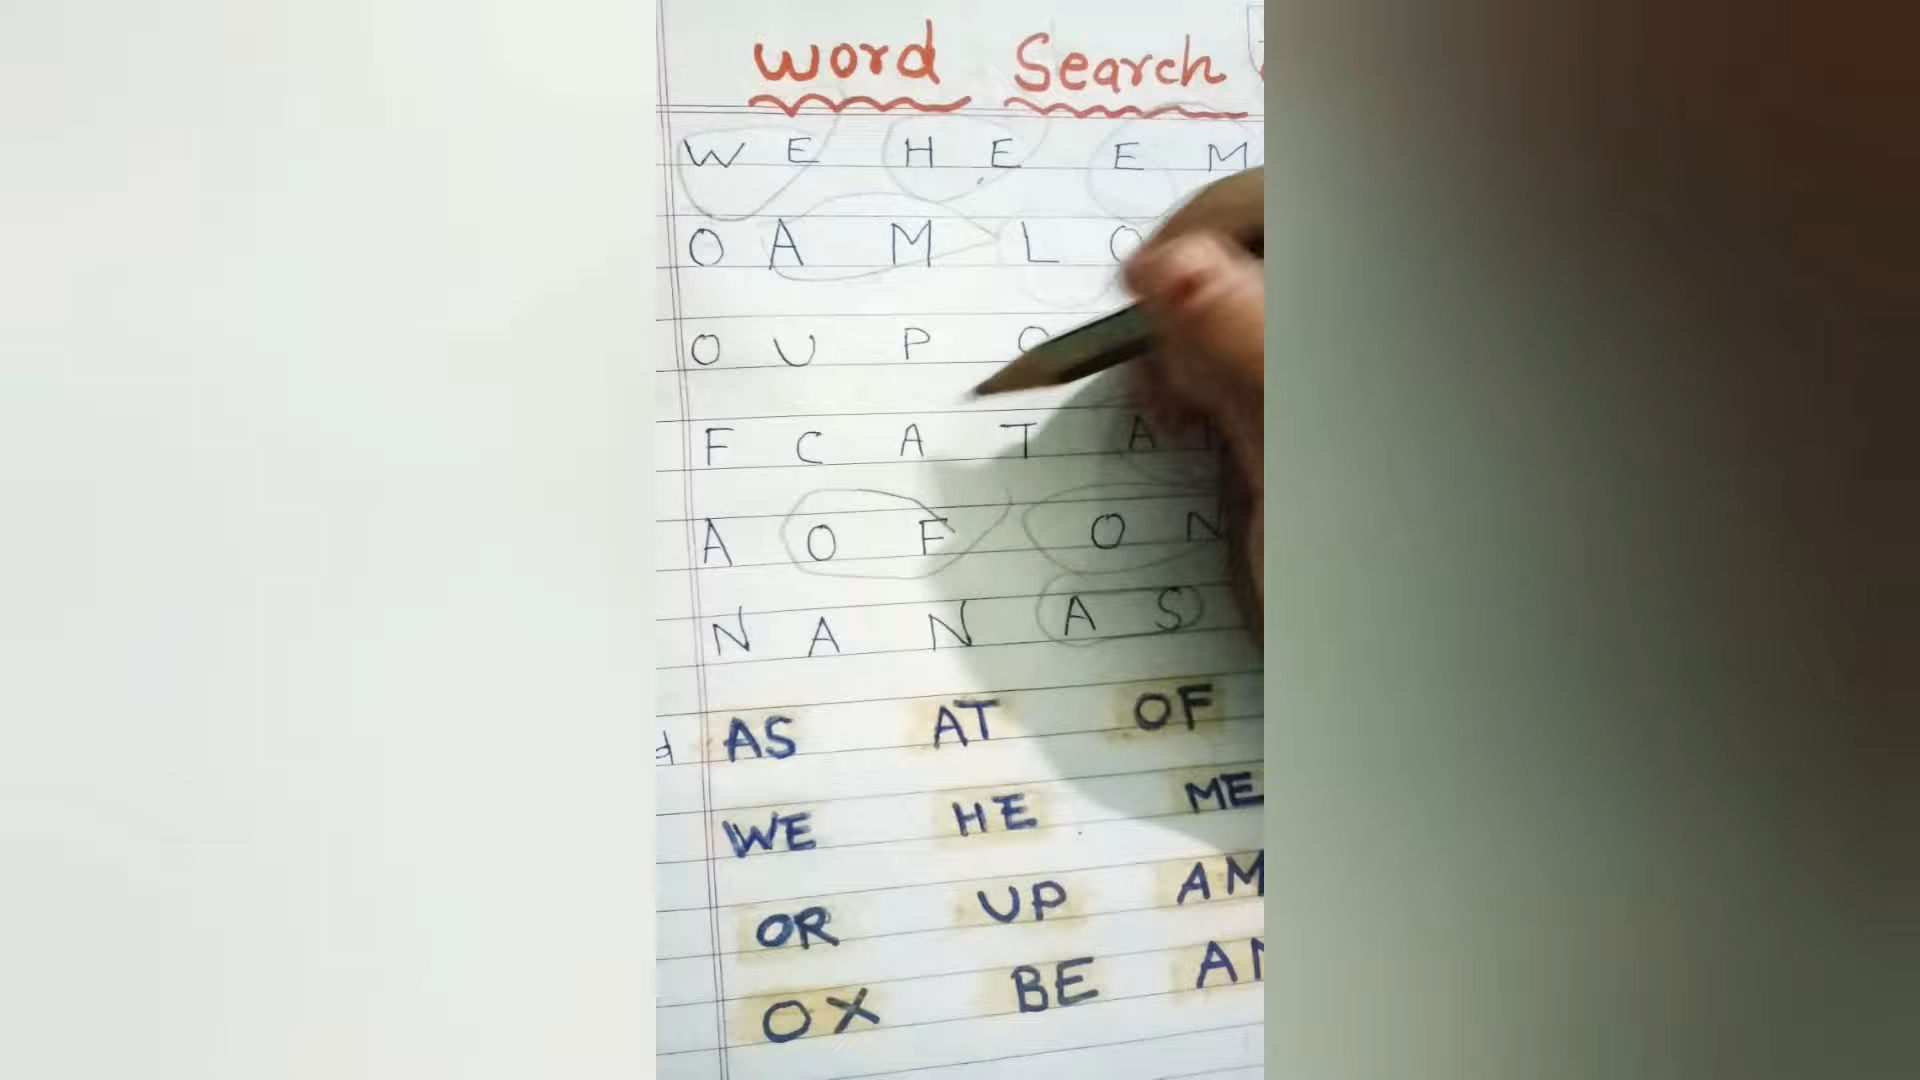 Word Search
W E H E E M
O A M L O
O U P O
F C A T A
A O F O N
N A N A S
AS AT OF
d WE HE ME
OR UP AM
OX BE AN